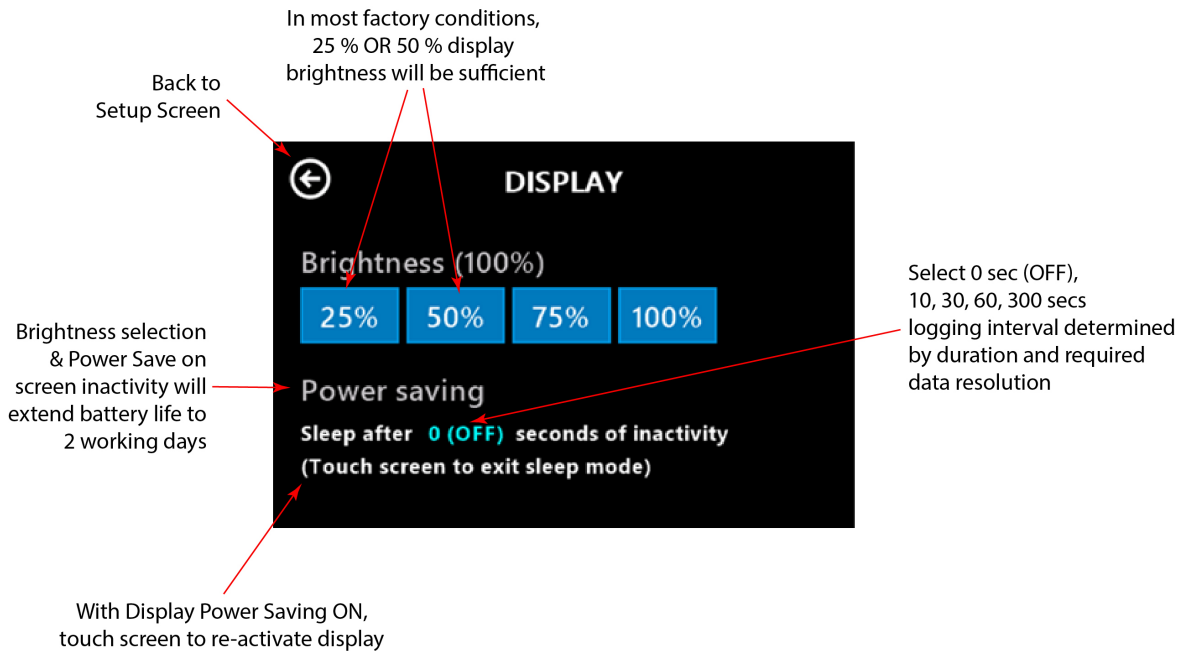 In most factory conditions,
25 % OR 50 % display
brightness will be sufficient
Back to
Setup Screen
DISPLAY
Brightness (100%)
25%
50%
75%
100%
Select 0 sec (OFF),
10, 30, 60, 300 secs
logging interval determined
by duration and required
data resolution
Brightness selection
& Power Save on
screen inactivity will
extend battery life to
2 working days
Power saving
Sleep after 0 (OFF) seconds of inactivity
(Touch screen to exit sleep mode)
With Display Power Saving ON,
touch screen to re-activate display